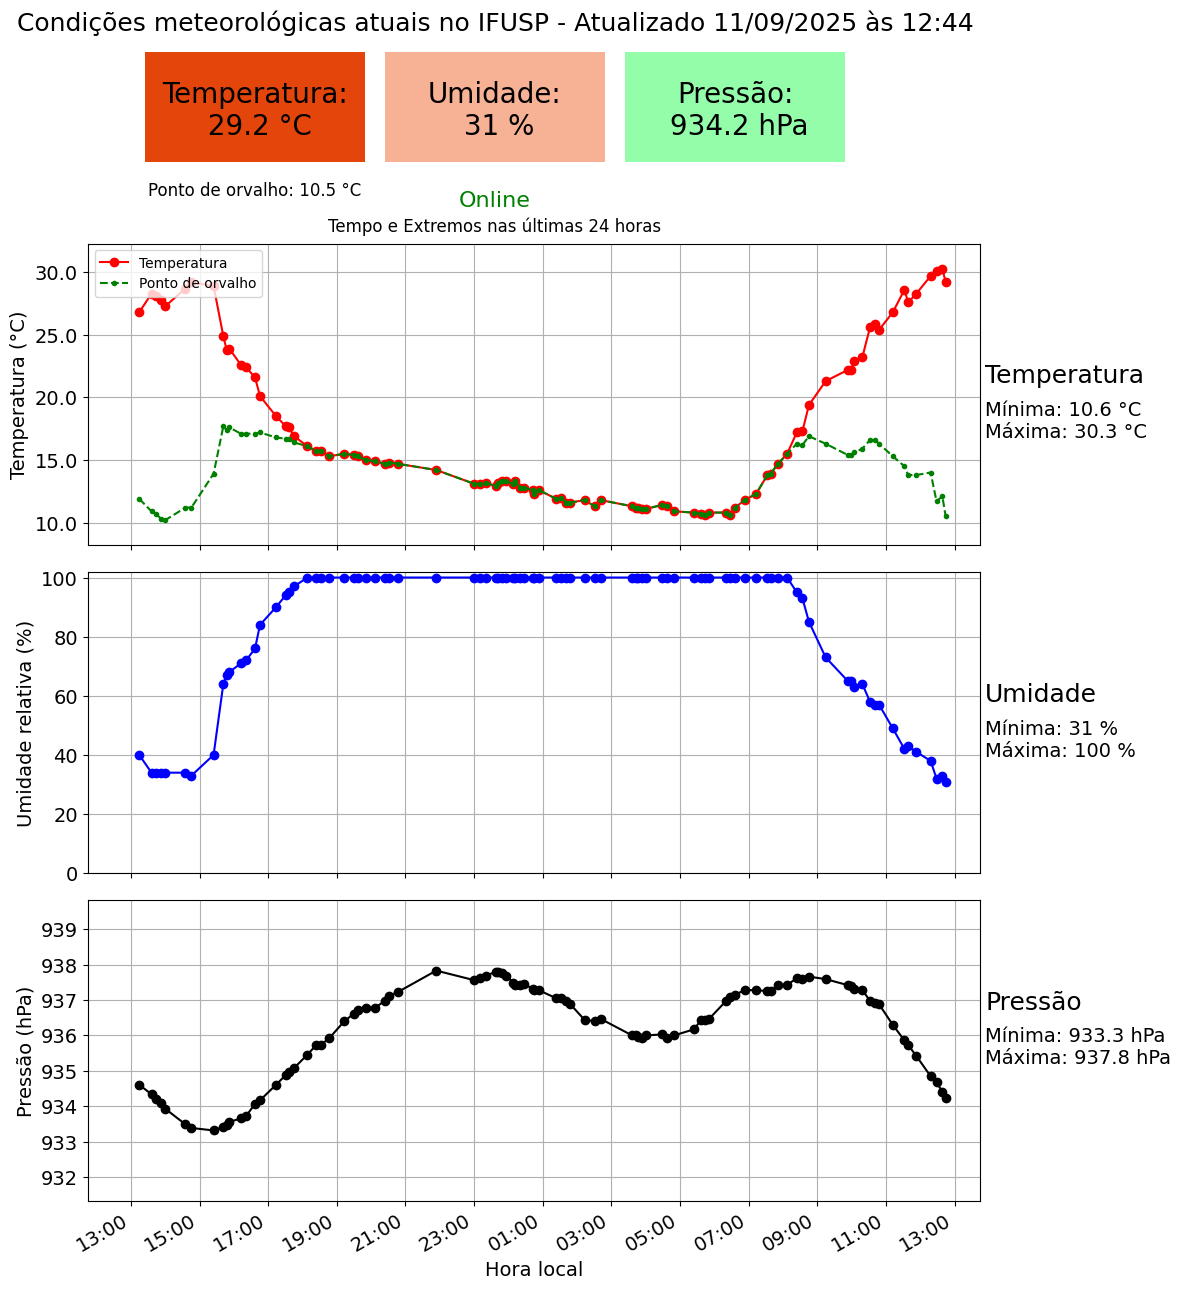 Condições meteorológicas atuais no IFUSP - Atualizado 11/09/2025 às 12:44
Temperatura:
29.2 °C
Umidade:
31 %
Pressão:
934.2 hPa
Ponto de orvalho: 10.5 °C
Online
Tempo e Extremos nas últimas 24 horas
Temperatura
Ponto de orvalho
Temperatura (°C)
30.0
25.0
20.0
15.0
10.0
Temperatura
Mínima: 10.6 °C
Máxima: 30.3 °C
Umidade relativa (%)
100
80
60
40
20
0
Umidade
Mínima: 31 %
Máxima: 100 %
Pressão (hPa)
939
938
937
936
935
934
933
932
Pressão
Mínima: 933.3 hPa
Máxima: 937.8 hPa
13:00
15:00
17:00
19:00
21:00
23:00
01:00
03:00
05:00
07:00
09:00
11:00
13:00
Hora local